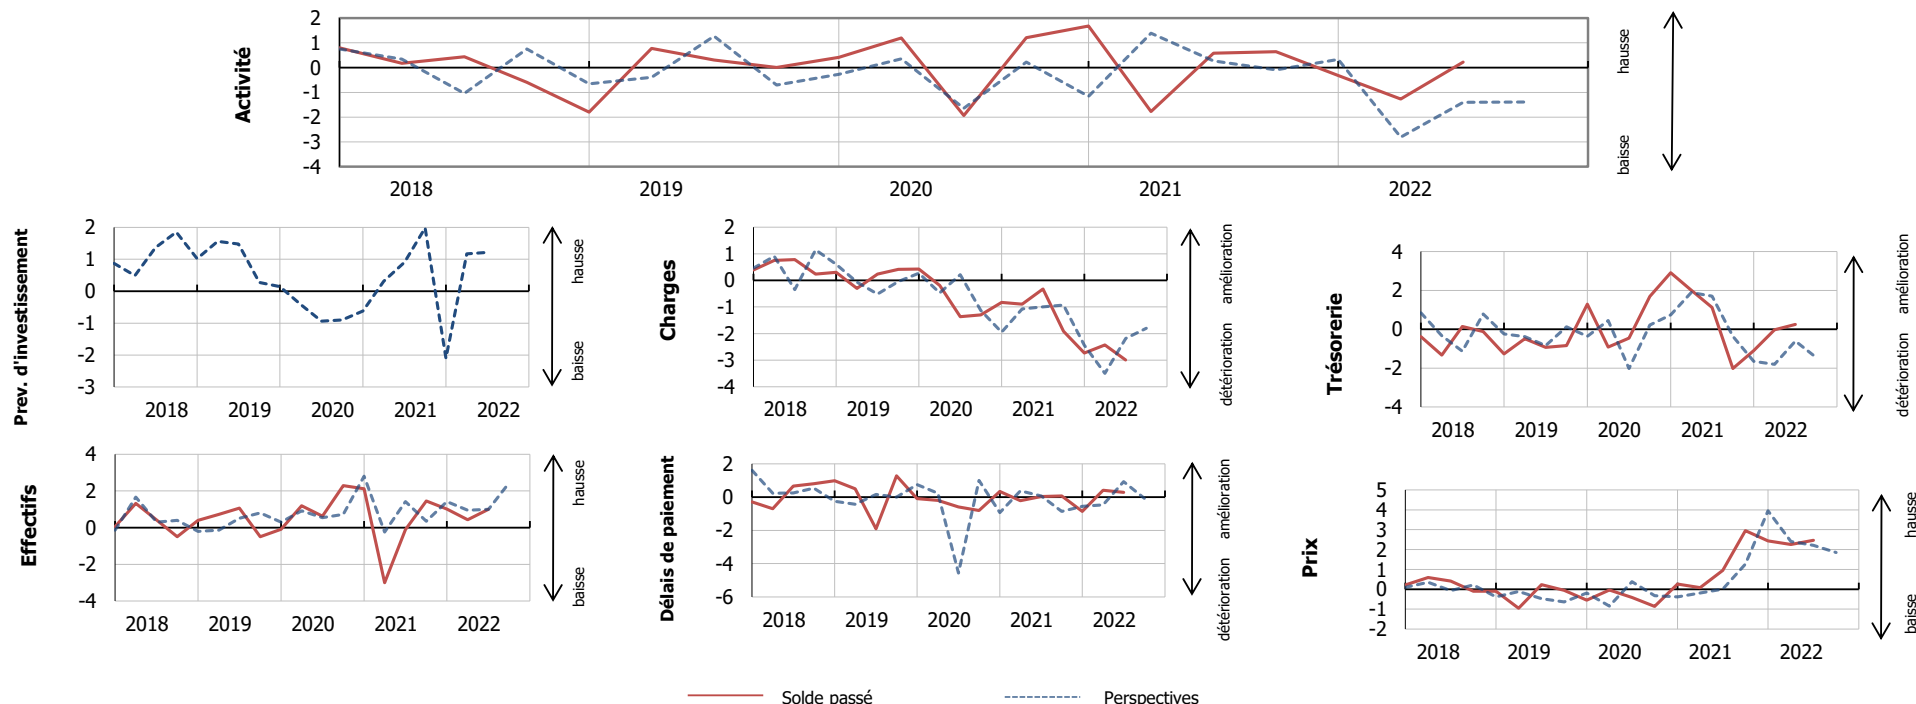 Activité
2
1
0
-1
-2
-3
-4
2018 2019 2020 2021 2022
hausse
baisse
Prev. d'investissement
2
1
0
-1
-2
-3
2018 2019 2020 2021 2022
hausse
baisse
Charges
2
1
0
-1
-2
-3
-4
2018 2019 2020 2021 2022
amélioration
détérioration
Trésorerie
4
2
0
-2
-4
2018 2019 2020 2021 2022
amélioration
détérioration
Effectifs
4
2
0
-2
-4
2018 2019 2020 2021 2022
hausse
baisse
Délais de paiement
2
0
-2
-4
-6
2018 2019 2020 2021 2022
amélioration
détérioration
Prix
5
4
3
2
1
0
-1
-2
2018 2019 2020 2021 2022
hausse
baisse
Solde passé Perspectives